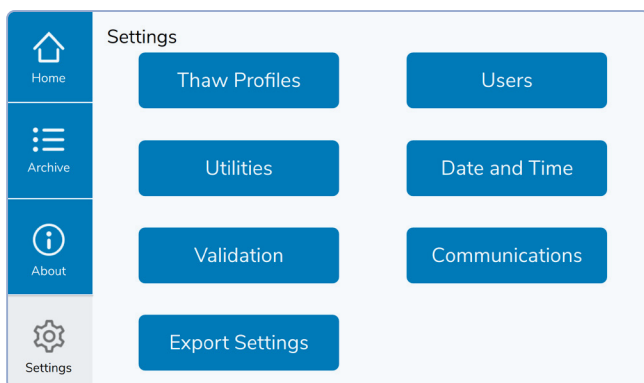 Settings
Home
Archive
About
Settings
Thaw Profiles
Users
Utilities
Date and Time
Validation
Communications
Export Settings